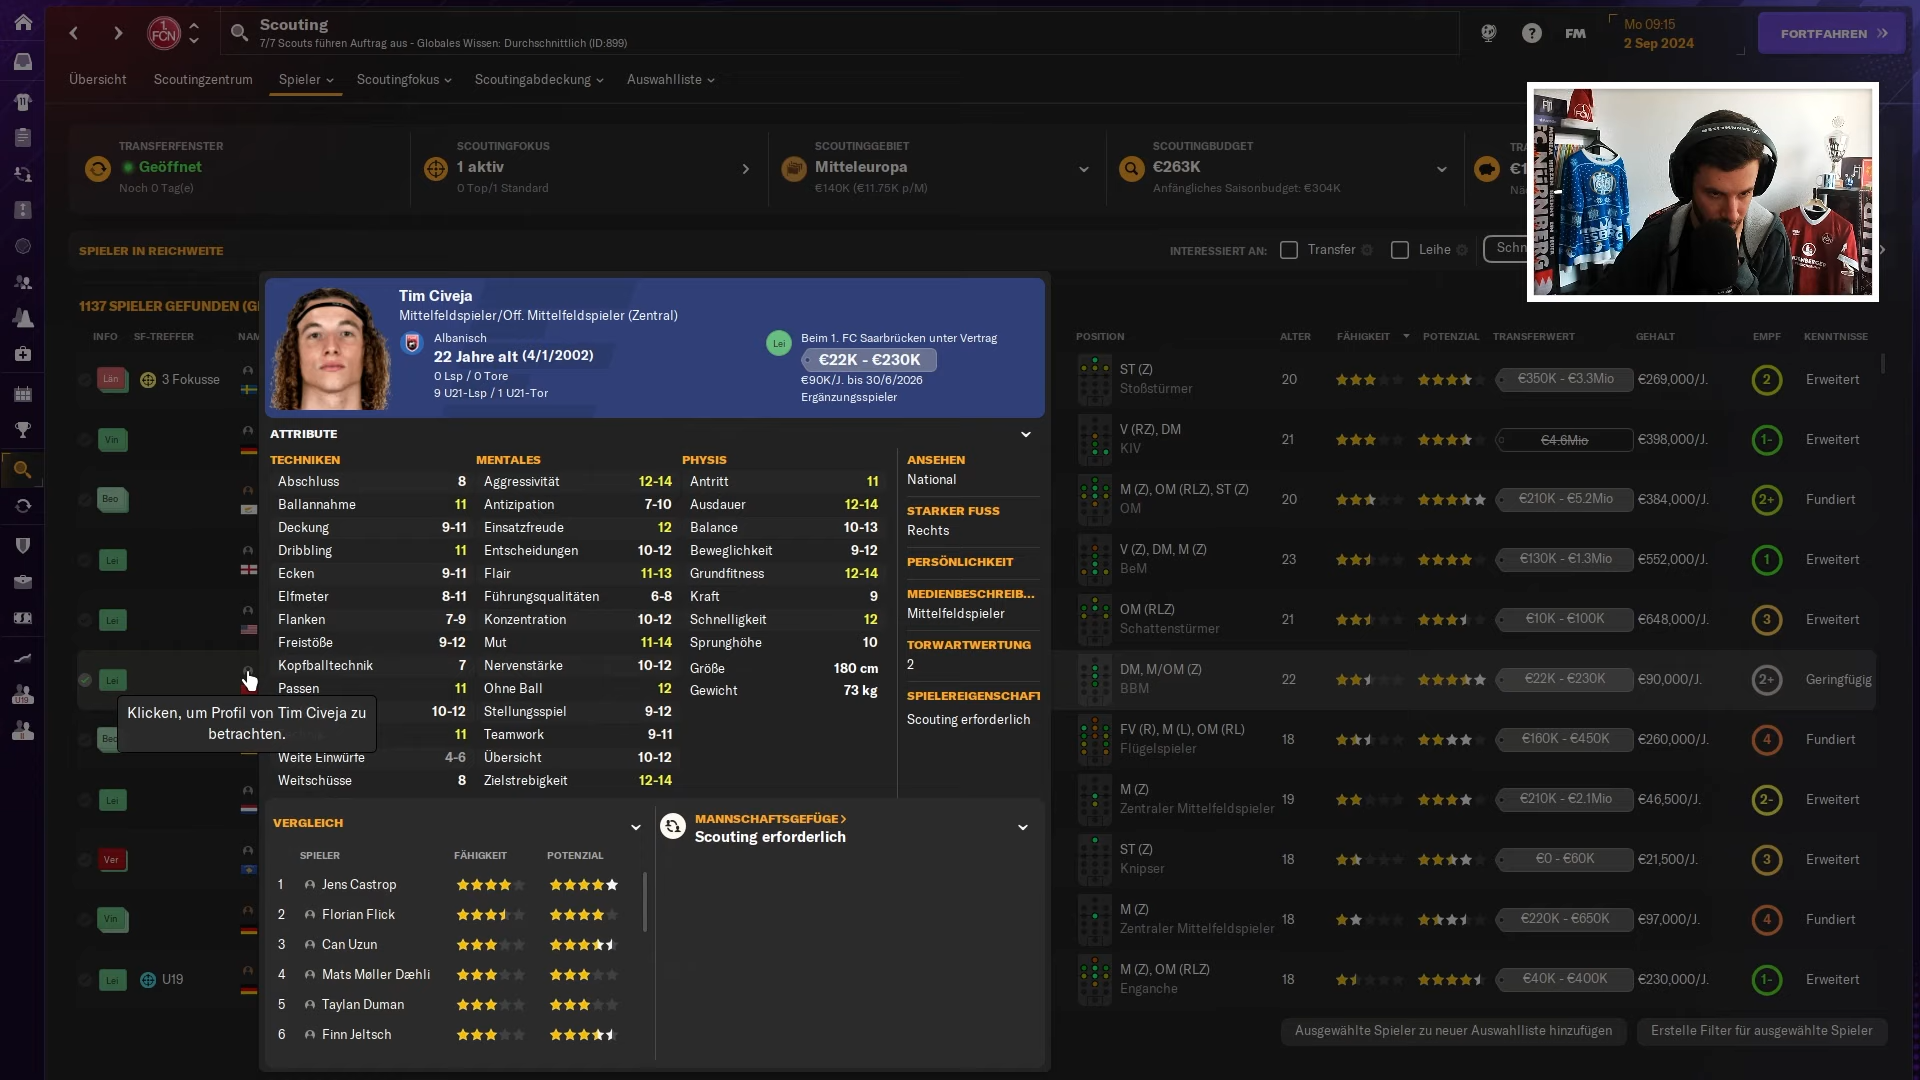 Scouting
7/7 Scouts führen Auftrag aus - Globales Wissen: Durchschnittlich (ID:899)
FM
Mo 09:15
2 Sep 2024
FORTFAHREN
Übersicht
Scoutingzentrum
Spieler
Scoutingfokus
Scoutingabdeckung
Auswahlliste
TRANSFERFENSTER
Geöffnet
Noch 0 Tag(e)
SCOUTINGFOKUS
1 aktiv
0 Top/1 Standard
SCOUTINGGEBIET
Mitteleuropa
€140K (€11.75K p/M)
SCOUTINGBUDGET
€263K
Anfängliches Saisonbudget: €304K
SPIELER IN REICHWEITE
INTERESSIERT AN:
Transfer
Leihe
1137 SPIELER GEFUNDEN
INFO SF-TREFFER
Län 3 Fokusse
Vin
Beo
Lei
Lei
Lei
Lei
Ver
Vin
Lei U19
Klicken, um Profil von Tim Civeja zu
betrachten.
Tim Civeja
Mittelfeldspieler/Off. Mittelfeldspieler (Zentral)
Albanisch
22 Jahre alt (4/1/2002)
0 Lsp / 0 Tore
9 U21-Lsp / 1 U21-Tor
Lei
Beim 1. FC Saarbrücken unter Vertrag
€22K - €230K
€90K/J. bis 30/6/2026
Ergänzungsspieler
ATTRIBUTE
TECHNIKEN
Abschluss 8
Ballannahme 11
Deckung 9-11
Dribbling 11
Ecken 9-11
Elfmeter 8-11
Flanken 7-9
Freistöße 9-12
Kopfballtechnik 7
Passen 11
10-12
11
Weite Einwürfe 4-6
Weitschüsse 8
MENTALES
Aggressivität 12-14
Antizipation 7-10
Einsatzfreude 12
Entscheidungen 10-12
Flair 11-13
Führungsqualitäten 6-8
Konzentration 10-12
Mut 11-14
Nervenstärke 10-12
Ohne Ball 12
Stellungsspiel 9-12
Teamwork 9-11
Übersicht 10-12
Zielstrebigkeit 12-14
PHYSIS
Antritt 11
Ausdauer 12-14
Balance 10-13
Beweglichkeit 9-12
Grundfitness 12-14
Kraft 9
Schnelligkeit 12
Sprunghöhe 10
Größe 180 cm
Gewicht 73 kg
ANSEHEN
National
STARKER FUSS
Rechts
PERSÖNLICHKEIT
MEDIENBESCHREIB...
Mittelfeldspieler
TORWARTWERTUNG
2
SPIELEREIGENSCHAFT
Scouting erforderlich
VERGLEICH
SPIELER FÄHIGKEIT POTENZIAL
1 Jens Castrop
2 Florian Flick
3 Can Uzun
4 Mats Møller Dæhli
5 Taylan Duman
6 Finn Jeltsch
MANNSCHAFTSGEFÜGE
Scouting erforderlich
POSITION ALTER FÄHIGKEIT POTENZIAL TRANSFERWERT GEHALT EMPF KENNTNISSE
ST (Z)
Stoßstürmer
20 €350K - €3.3Mio €269,000/J. 2 Erweitert
V (RZ), DM
KIV
21 €4.6Mio €398,000/J. 1- Erweitert
M (Z), OM (RLZ), ST (Z)
OM
20 €210K - €5.2Mio €384,000/J. 2+ Fundiert
V (Z), DM, M (Z)
BeM
23 €130K - €1.3Mio €552,000/J. 1 Erweitert
OM (RLZ)
Schattenstürmer
21 €10K - €100K €648,000/J. 3 Erweitert
DM, M/OM (Z)
BBM
22 €22K - €230K €90,000/J. 2+ Geringfügig
FV (R), M (L), OM (RL)
Flügelspieler
18 €160K - €450K €260,000/J. 4 Fundiert
M (Z)
Zentraler Mittelfeldspieler
19 €210K - €2.1Mio €46,500/J. 2- Erweitert
ST (Z)
Knipser
18 €0 - €60K €21,500/J. 3 Erweitert
M (Z)
Zentraler Mittelfeldspieler
18 €220K - €650K €97,000/J. 4 Fundiert
M (Z), OM (RLZ)
Enganche
18 €40K - €400K €230,000/J. 1- Erweitert
Ausgewählte Spieler zu neuer Auswahlliste hinzufügen
Erstelle Filter für ausgewählte Spieler